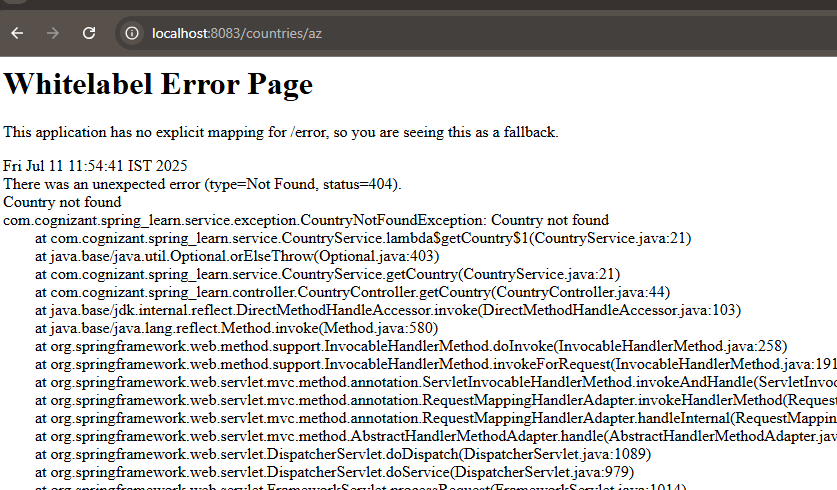 localhost:8083/countries/az
Whitelabel Error Page
This application has no explicit mapping for /error, so you are seeing this as a fallback.
Fri Jul 11 11:54:41 IST 2025
There was an unexpected error (type=Not Found, status=404).
Country not found
com.cognizant.spring_learn.service.exception.CountryNotFoundException: Country not found
at com.cognizant.spring_learn.service.CountryService.lambda$getCountry$1(CountryService.java:21)
at java.base/java.util.Optional.orElseThrow(Optional.java:403)
at com.cognizant.spring_learn.service.CountryService.getCountry(CountryService.java:21)
at com.cognizant.spring_learn.controller.CountryController.getCountry(CountryController.java:44)
at java.base/jdk.internal.reflect.DirectMethodHandleAccessor.invoke(DirectMethodHandleAccessor.java:103)
at java.base/java.lang.reflect.Method.invoke(Method.java:580)
at org.springframework.web.method.support.InvocableHandlerMethod.doInvoke(InvocableHandlerMethod.java:258)
at org.springframework.web.method.support.InvocableHandlerMethod.invokeForRequest(InvocableHandlerMethod.java:191
at org.springframework.web.servlet.mvc.method.annotation.ServletInvocableHandlerMethod.invokeAndHandle(ServletInvoc
at org.springframework.web.servlet.mvc.method.annotation.RequestMappingHandlerAdapter.invokeHandlerMethod(Reques
at org.springframework.web.servlet.mvc.method.annotation.RequestMappingHandlerAdapter.handleInternal(RequestMappin
at org.springframework.web.servlet.mvc.method.AbstractHandlerMethodAdapter.handle(AbstractHandlerMethodAdapter.jav
at org.springframework.web.servlet.DispatcherServlet.doDispatch(DispatcherServlet.java:1089)
at org.springframework.web.servlet.DispatcherServlet.doService(DispatcherServlet.java:979)
at org.springframework.web.servlet.FrameworkServlet.processRequest(FrameworkServlet.java:1014)